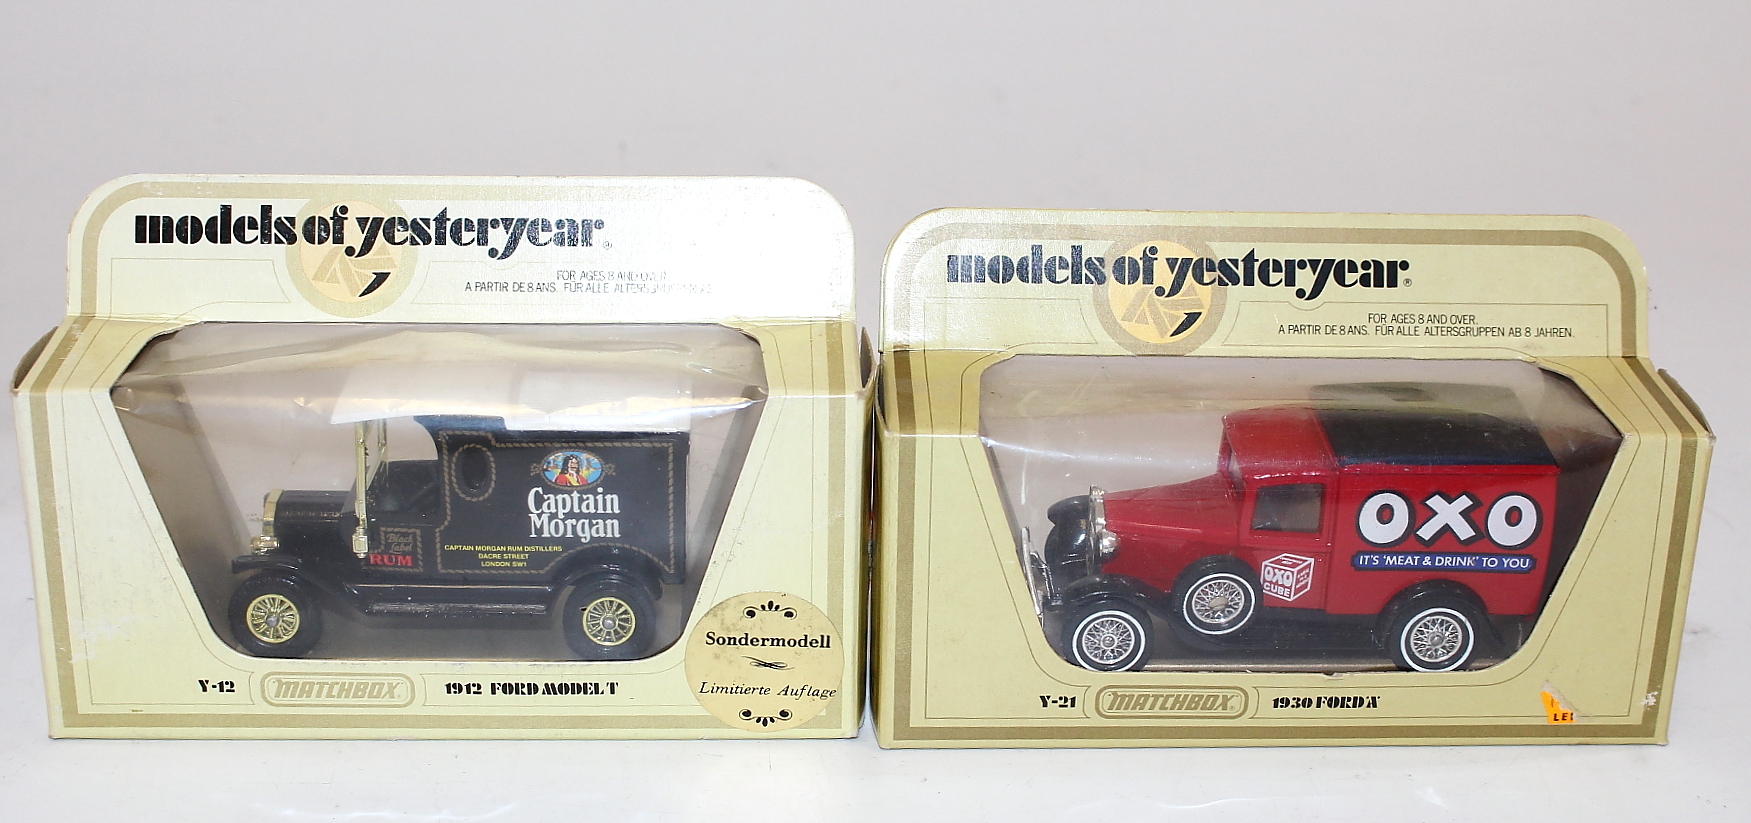 models of yesteryear®
FOR AGES 8 AND OVER.
A PARTIR DE 8 ANS. FÜR ALLE
Captain
Morgan
Black
Label
RUM
CAPTAIN MORGAN RUM DISTILLERS
DACRE STREET
LONDON SW1
Sondermodell
Limitierte Auflage
Y-12 MATCHBOX 1912 FORD MODEL T
models of yesteryear®
FOR AGES 8 AND OVER.
A PARTIR DE 8 ANS. FÜR ALLE ALTERSGRUPPEN AB 8 JAHREN.
OXO
IT'S 'MEAT & DRINK' TO YOU
OXO
CUBE
Y-21 MATCHBOX® 1930 FORD 'A'